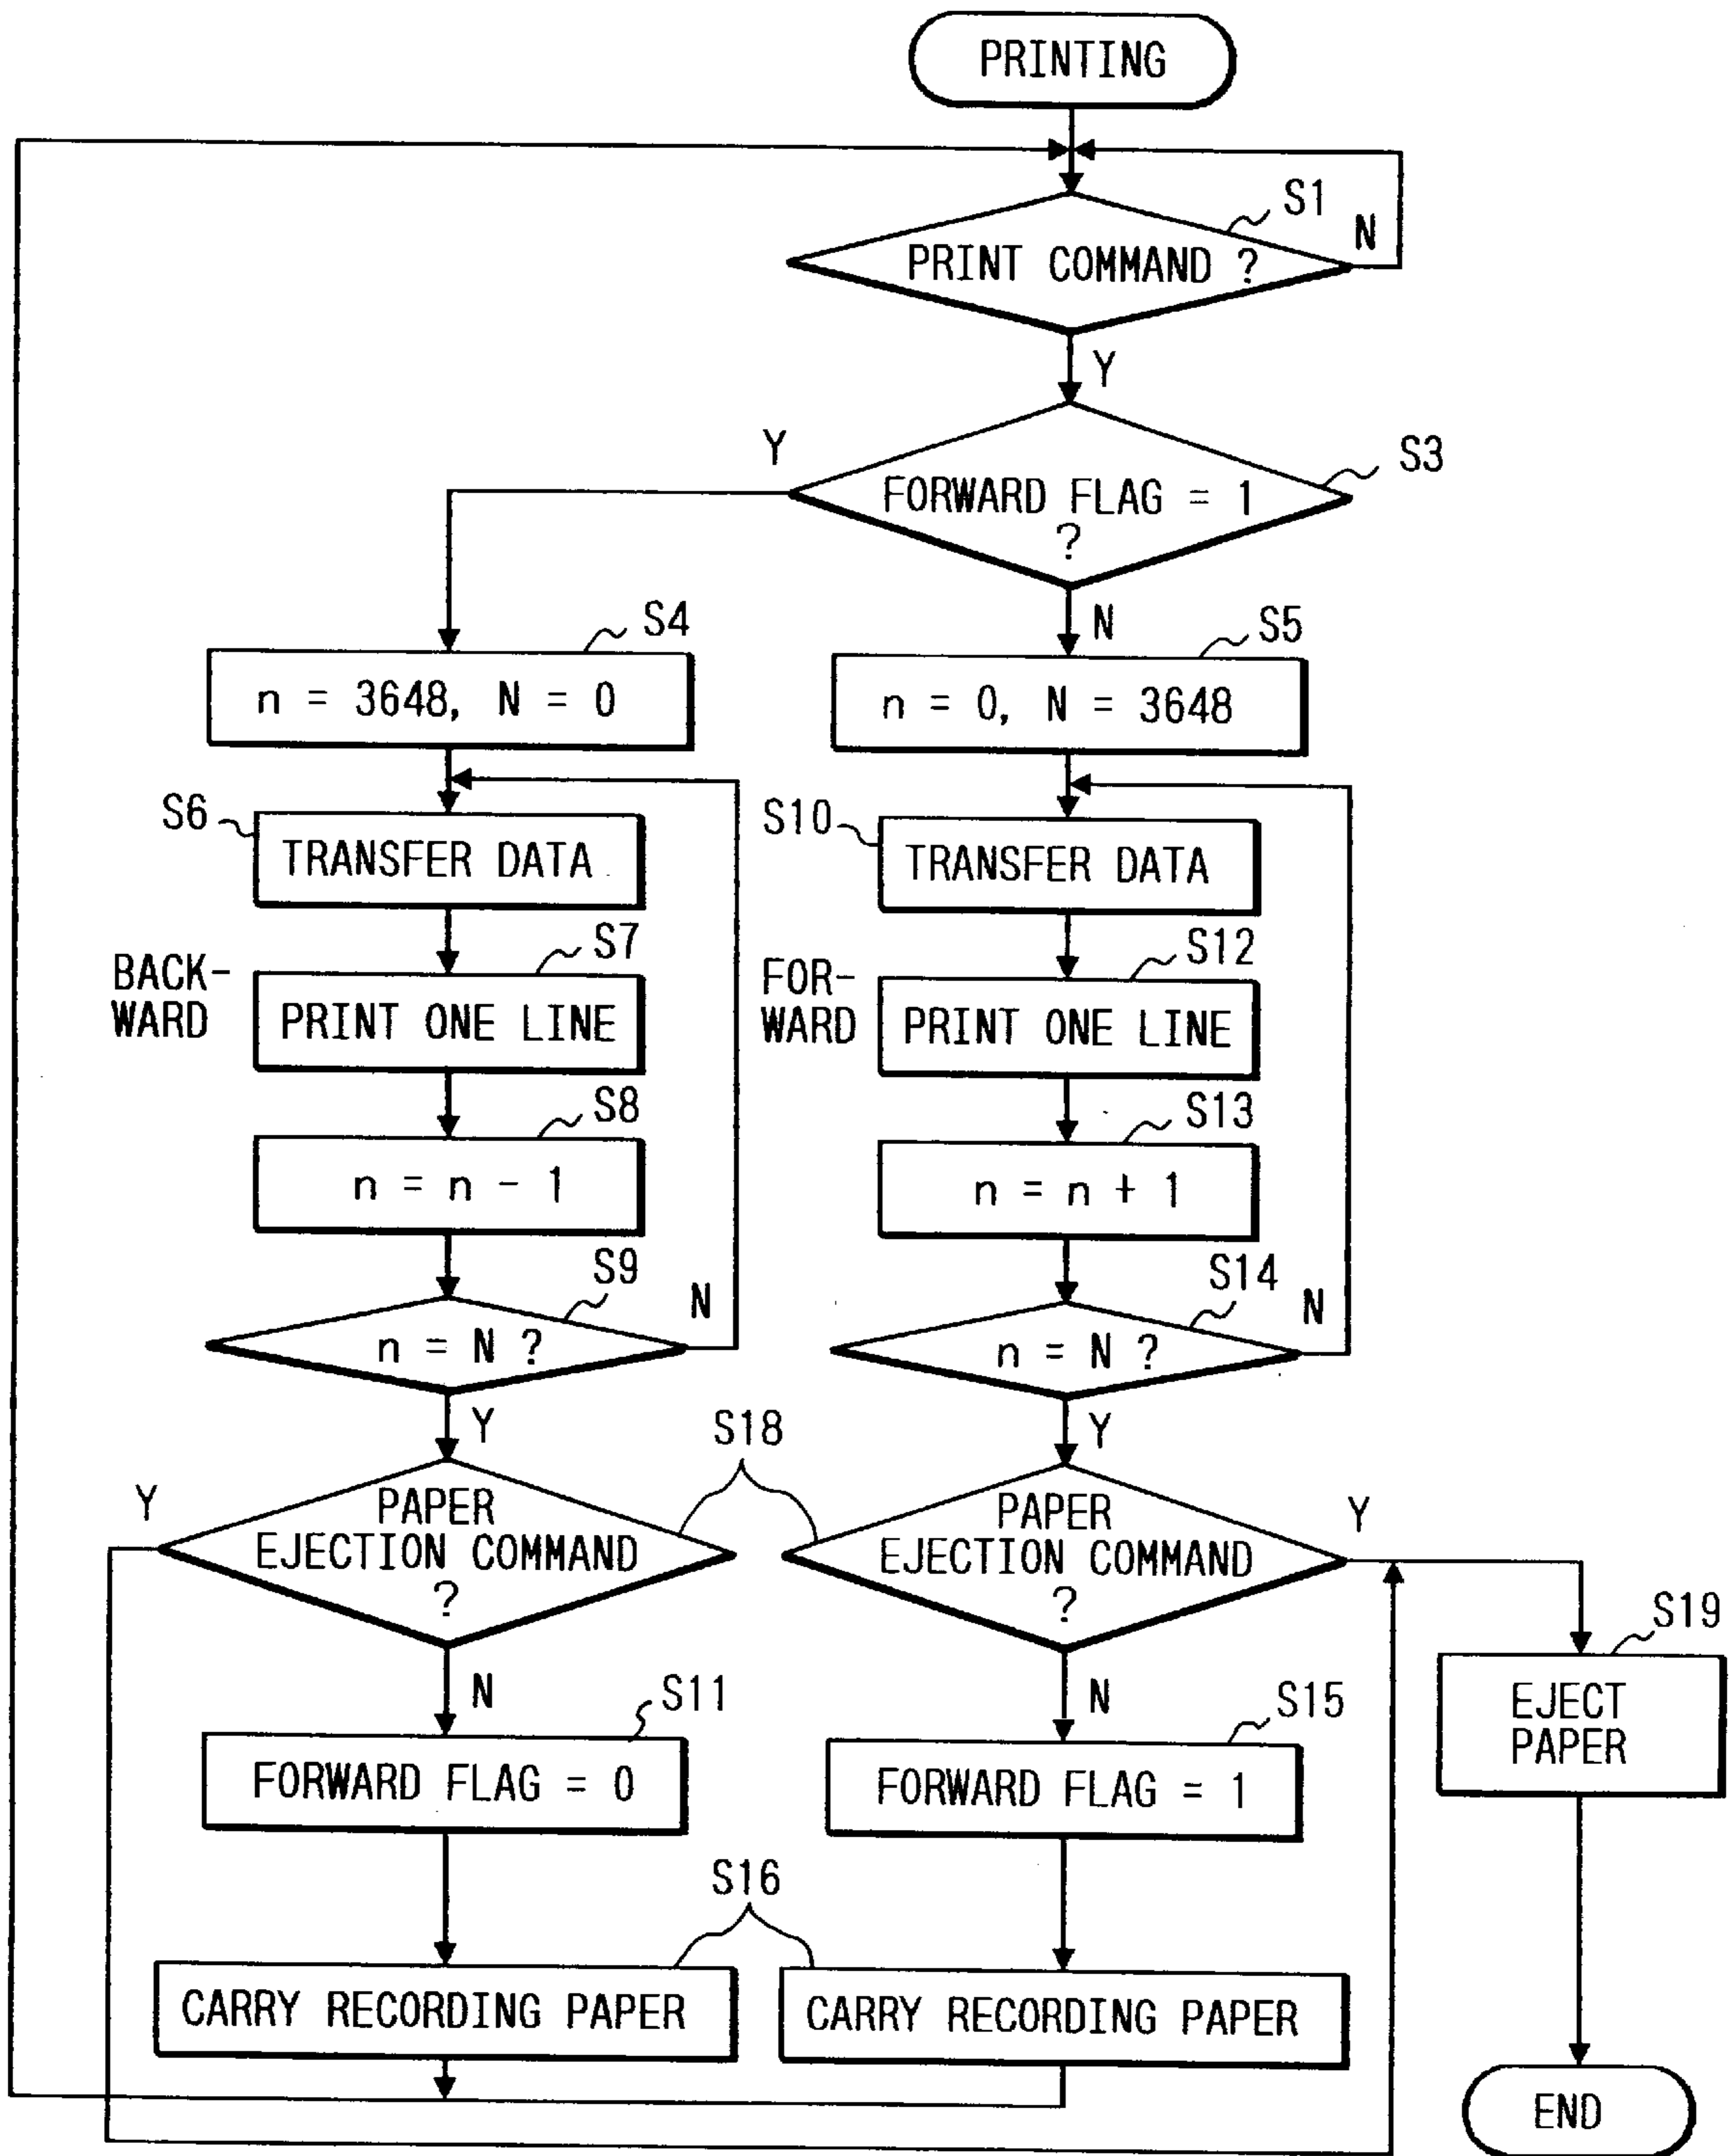 PRINTING
S1
N
PRINT COMMAND ?
Y
Y
S3
FORWARD FLAG = 1
?
N
S4
S5
n = 3648, N = 0
n = 0, N = 3648
S6
TRANSFER DATA
S10
TRANSFER DATA
BACK-
WARD
S7
PRINT ONE LINE
FOR-
WARD
S12
PRINT ONE LINE
S8
n = n - 1
S13
n = n + 1
S9
n = N ?
N
S14
n = N ?
N
Y
Y
S18
Y
PAPER
EJECTION COMMAND
?
PAPER
EJECTION COMMAND
?
Y
N
N
S19
EJECT
PAPER
S11
FORWARD FLAG = 0
S15
FORWARD FLAG = 1
S16
CARRY RECORDING PAPER
CARRY RECORDING PAPER
END